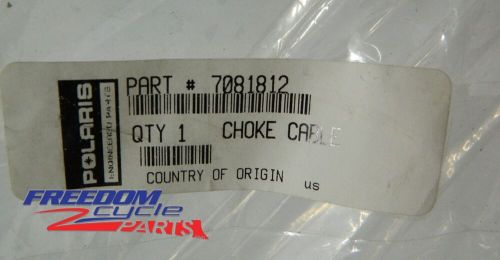 POLARIS
ENGINEERED PARTS
PART # 7081812
QTY 1 CHOKE CABLE
COUNTRY OF ORIGIN us
FREEDOM
cycle
PARTS